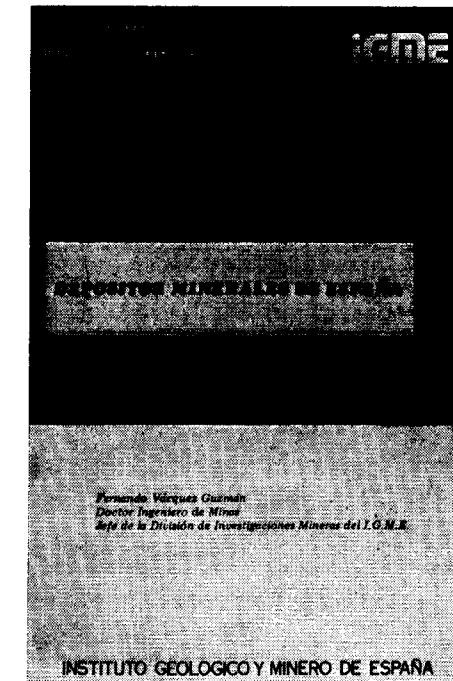 IGME
DEPOSITOS MINERALES DE ESPAÑA
Fernando Vázquez Guzmán
Doctor Ingeniero de Minas
Jefe de la División de Investigaciones Mineras del I.G.M.E.
INSTITUTO GEOLOGICO Y MINERO DE ESPAÑA